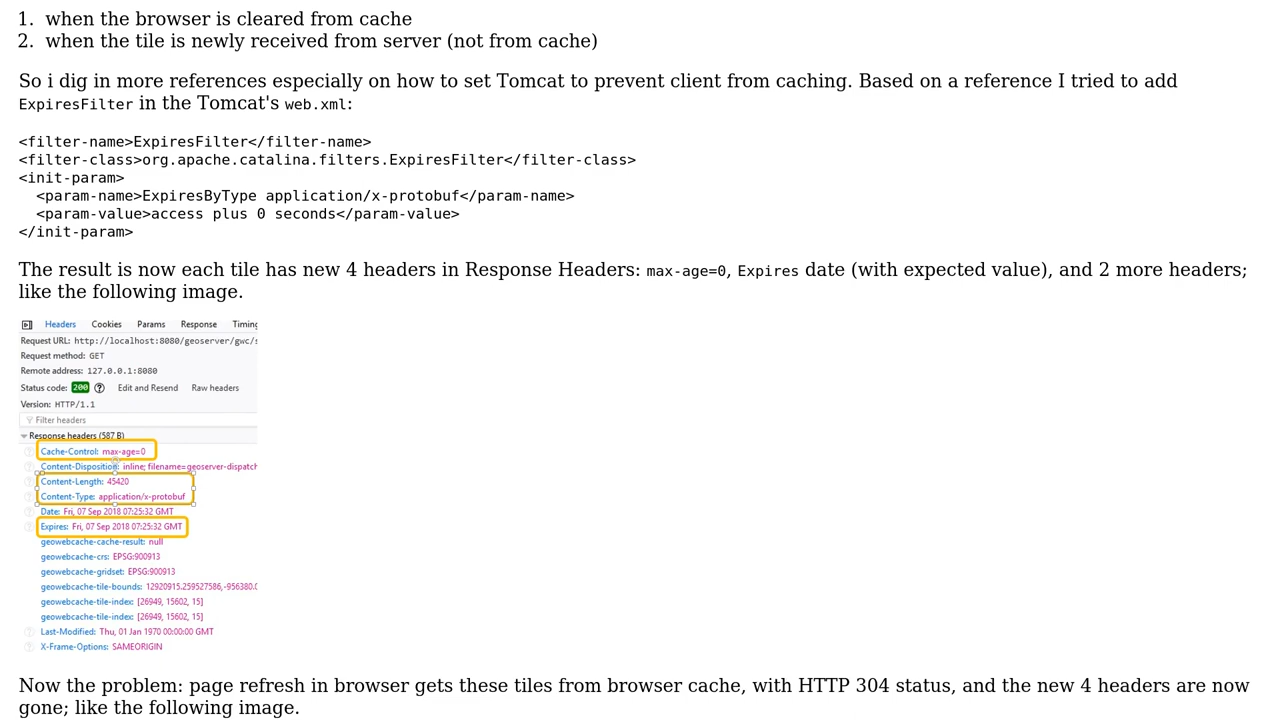 1. when the browser is cleared from cache
2. when the tile is newly received from server (not from cache)
So i dig in more references especially on how to set Tomcat to prevent client from caching. Based on a reference I tried to add
ExpiresFilter in the Tomcat's web.xml:
<filter-name>ExpiresFilter</filter-name>
<filter-class>org.apache.catalina.filters.ExpiresFilter</filter-class>
<init-param>
<param-name>ExpiresByType application/x-protobuf</param-name>
<param-value>access plus 0 seconds</param-value>
</init-param>
The result is now each tile has new 4 headers in Response Headers: max-age=0, Expires date (with expected value), and 2 more headers;
like the following image.
Headers Cookies Params Response Timing
Request URL: http://localhost:8080/geoserver/gwc/s
Request method: GET
Remote address: 127.0.0.1:8080
Status code: 200 ? Edit and Resend Raw headers
Version: HTTP/1.1
Filter headers
Response headers (587 B)
Cache-Control: max-age=0
Content-Disposition: inline; filename=geoserver-dispatch
Content-Length: 45420
Content-Type: application/x-protobuf
Date: Fri, 07 Sep 2018 07:25:32 GMT
Expires: Fri, 07 Sep 2018 07:25:32 GMT
geowebcache-cache-result: null
geowebcache-crs: EPSG:900913
geowebcache-gridset: EPSG:900913
geowebcache-tile-bounds: 12920915.259527586,-956380.0
geowebcache-tile-index: [26949, 15602, 15]
geowebcache-tile-index: [26949, 15602, 15]
Last-Modified: Thu, 01 Jan 1970 00:00:00 GMT
X-Frame-Options: SAMEORIGIN
Now the problem: page refresh in browser gets these tiles from browser cache, with HTTP 304 status, and the new 4 headers are now
gone; like the following image.